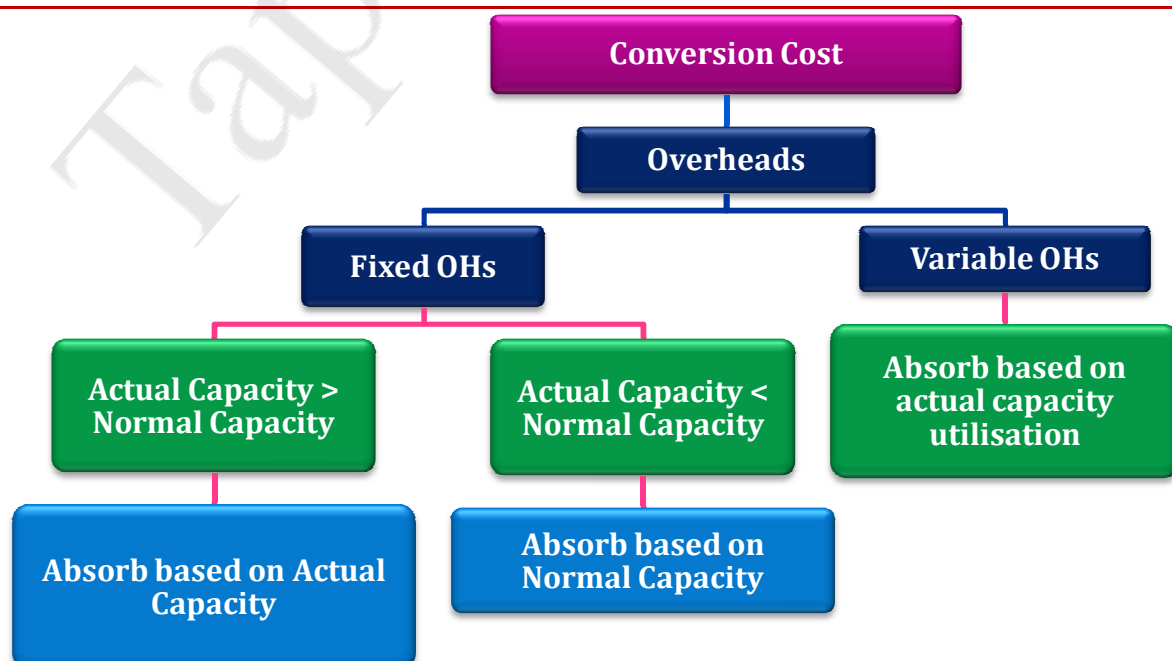 Tap
Conversion Cost
Overheads
Fixed OHs
Variable OHs
Actual Capacity >
Normal Capacity
Actual Capacity <
Normal Capacity
Absorb based on
actual capacity
utilisation
Absorb based on Actual
Capacity
Absorb based on
Normal Capacity